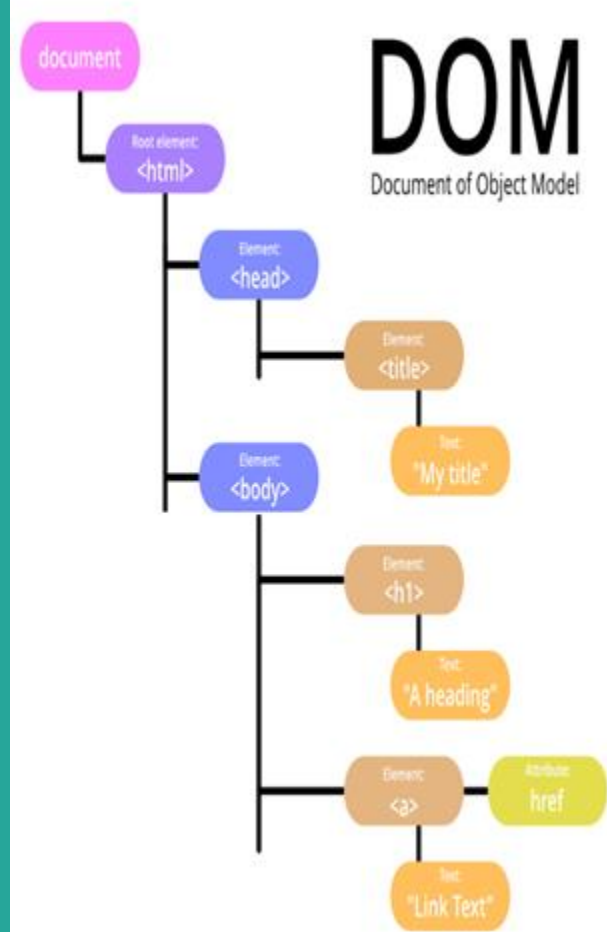 document
DOM
Document of Object Model
Root element:
<html>
Element:
<head>
Element:
<title>
Text:
"My title"
Element:
<body>
Element:
<h1>
Text:
"A heading"
Element:
<a>
Attribute:
href
Text:
"Link Text"